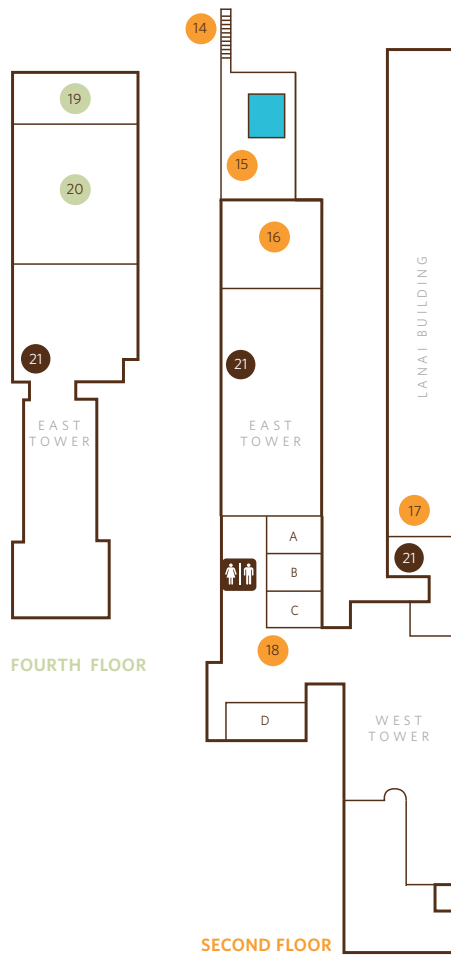 14
19
15
20
16
LANAI BUILDING
21
21
EAST
TOWER
EAST
TOWER
17
A
21
B
C
18
FOURTH FLOOR
D
WEST
TOWER
SECOND FLOOR